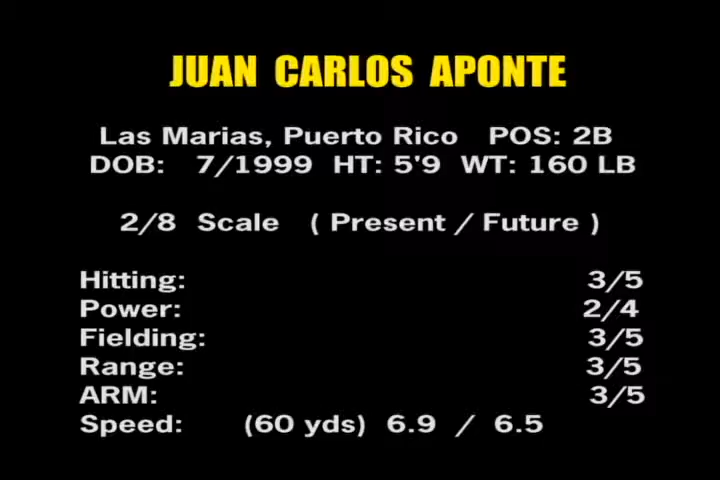 JUAN CARLOS APONTE
Las Marias, Puerto Rico POS: 2B
DOB: 7/1999 HT: 5'9 WT: 160 LB
2/8 Scale ( Present / Future )
Hitting: 3/5
Power: 2/4
Fielding: 3/5
Range: 3/5
ARM: 3/5
Speed: (60 yds) 6.9 / 6.5